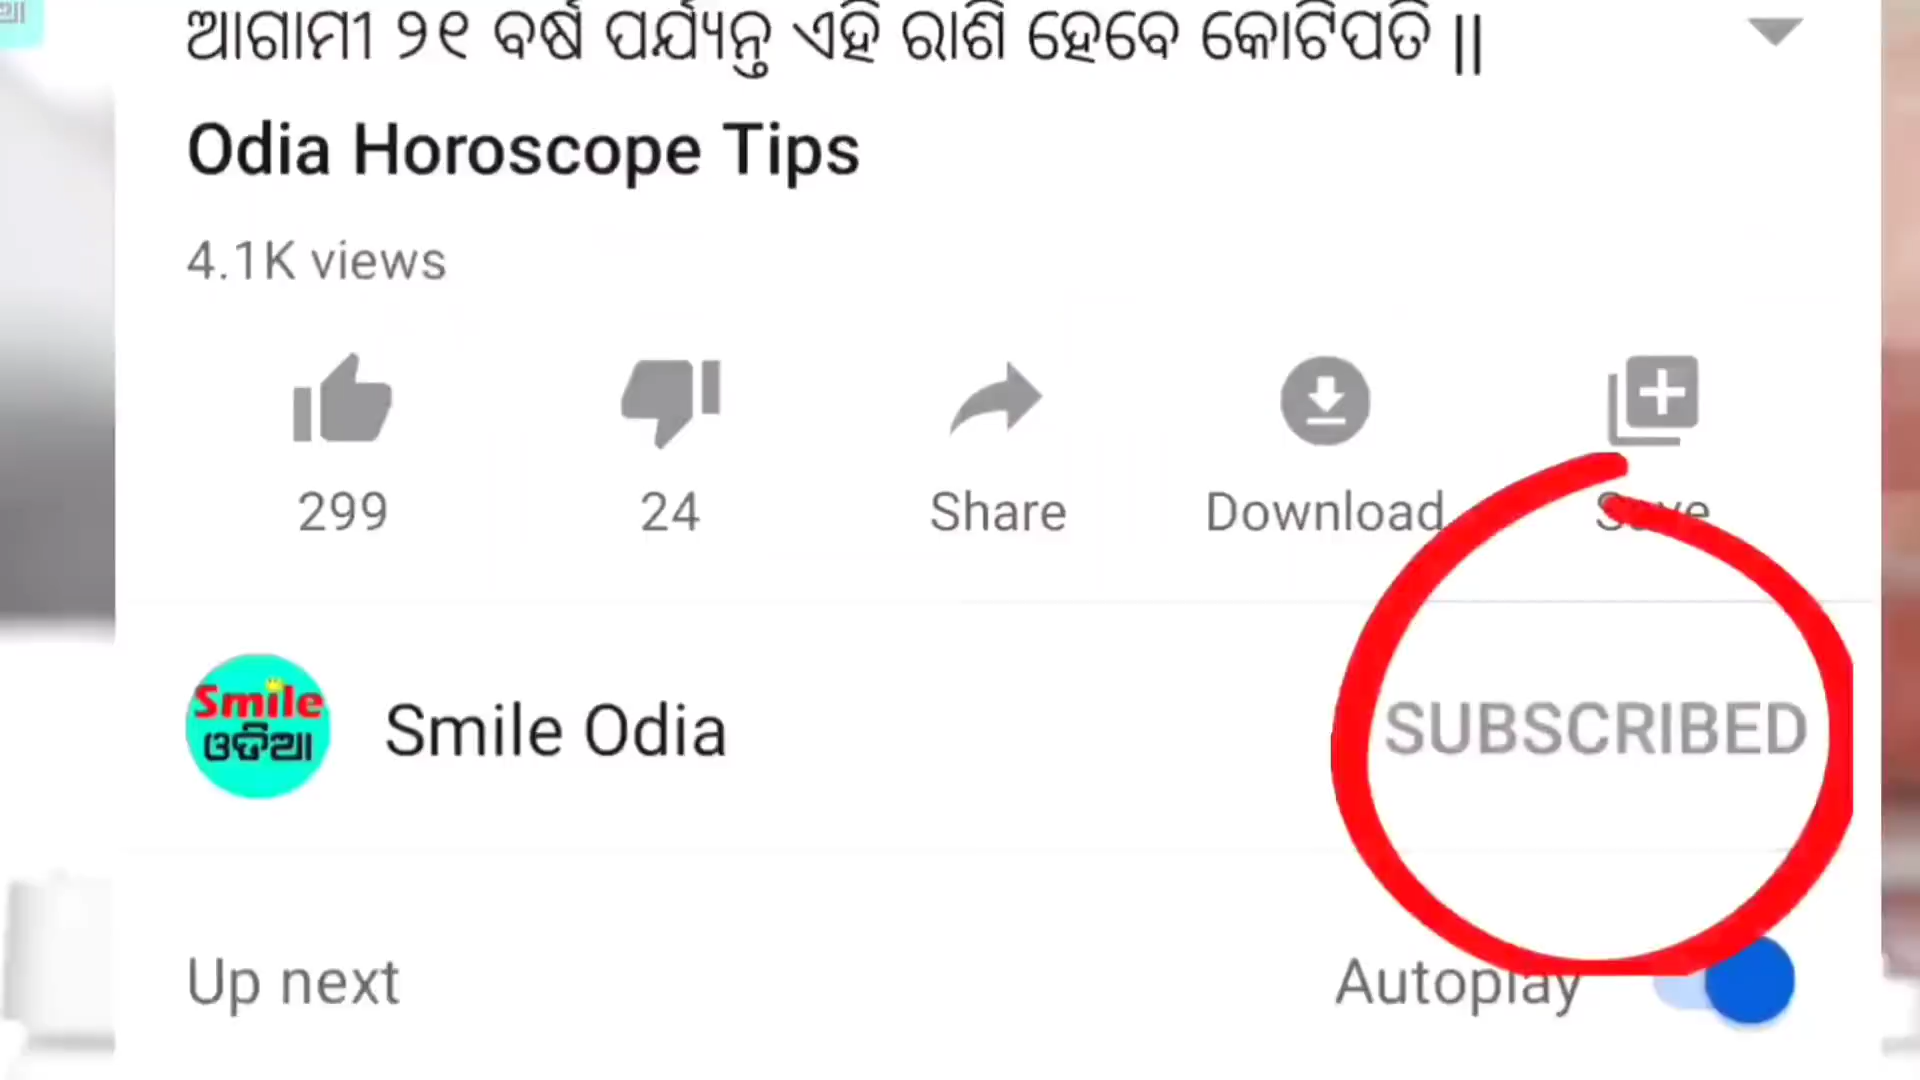 ଆଗାମୀ ୨୧ ବର୍ଷ ପର୍ଯ୍ୟନ୍ତ ଏହି ରାଶି ହେବେ କୋଟିପତି ||
Odia Horoscope Tips
4.1K views
299
24
Share
Download
Save
Smile
ଓଡିଆ
Smile Odia
SUBSCRIBED
Up next
Autoplay